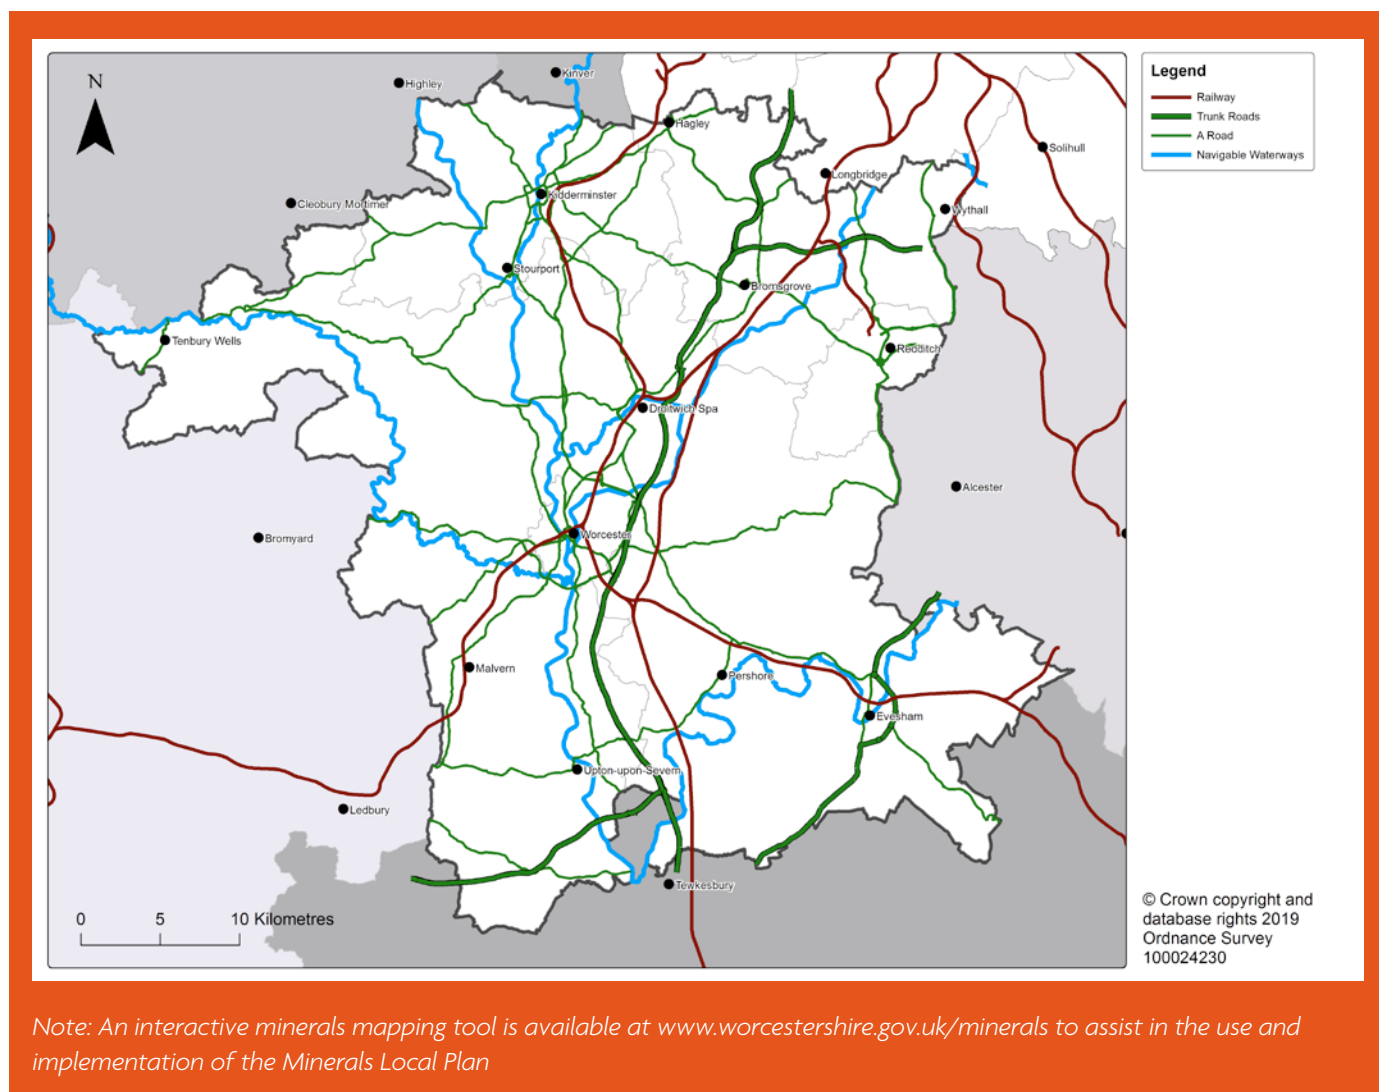 N
Highley
Kinver
Hagley
Solihull
Longbridge
Kidderminster
Cleobury Mortimer
Wythall
Stourport
Bromsgrove
Tenbury Wells
Redditch
Droitwich Spa
Alcester
Bromyard
Worcester
Malvern
Pershore
Evesham
Upton-upon-Severn
Ledbury
Tewkesbury
0 5 10 Kilometres
Legend
Railway
Trunk Roads
A Road
Navigable Waterways
© Crown copyright and
database rights 2019
Ordnance Survey
100024230
Note: An interactive minerals mapping tool is available at www.worcestershire.gov.uk/minerals to assist in the use and
implementation of the Minerals Local Plan